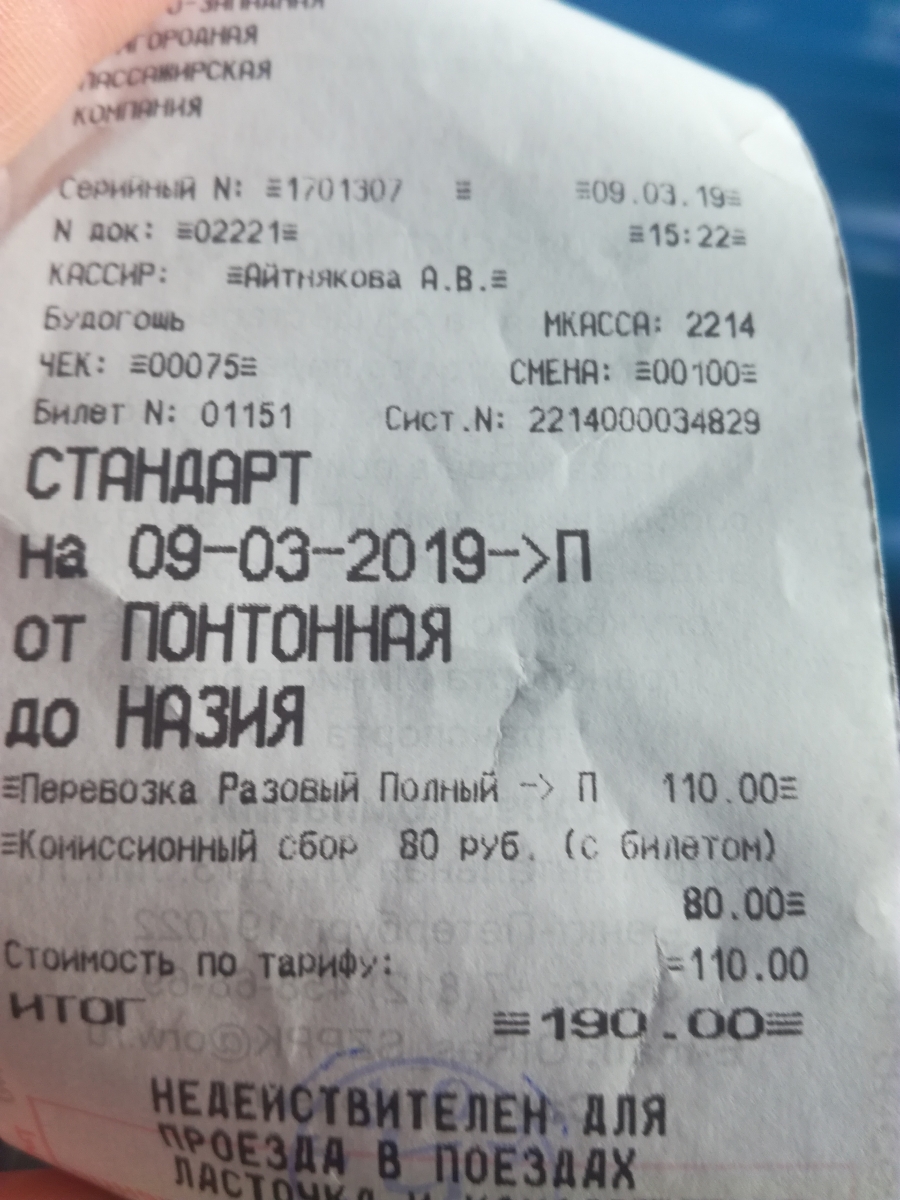 ГОРОДНАЯ
ПАССАЖИРСКАЯ
КОМПАНИЯ
Серийный N: ≡1701307 ≡ ≡09.03.19≡
N док: ≡02221≡ ≡15:22≡
КАССИР: ≡Айтнякова А.В.≡
Будогошь МКАССА: 2214
ЧЕК: ≡00075≡ СМЕНА: ≡00100≡
Билет N: 01151 Сист.N: 2214000034829
СТАНДАРТ
на 09-03-2019->П
от ПОНТОННАЯ
до НАЗИЯ
≡Перевозка Разовый Полный -> П 110.00≡
≡Комиссионный сбор 80 руб. (с билетом)
80.00≡
Стоимость по тарифу: =110.00
ИТОГ ≡190.00≡
НЕДЕЙСТВИТЕЛЕН ДЛЯ
ПРОЕЗДА В ПОЕЗДАХ
ЛАСТОЧКА И